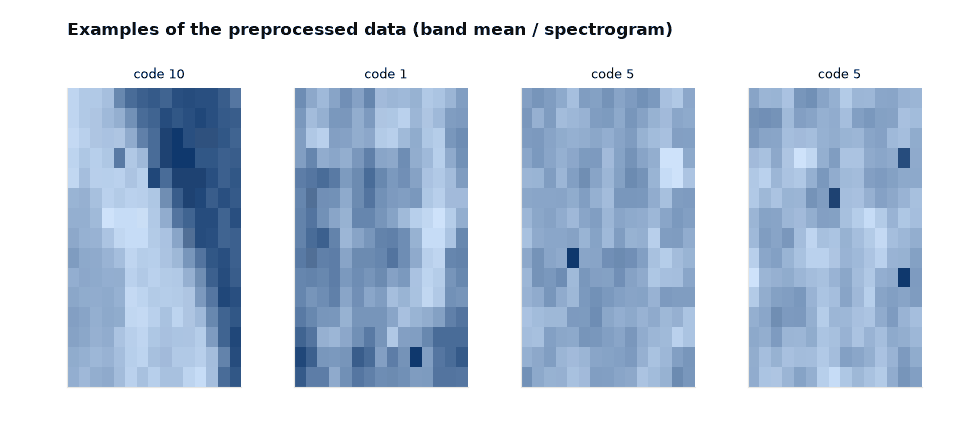 Examples of the preprocessed data (band mean / spectrogram)
code 10
code 1
code 5
code 5